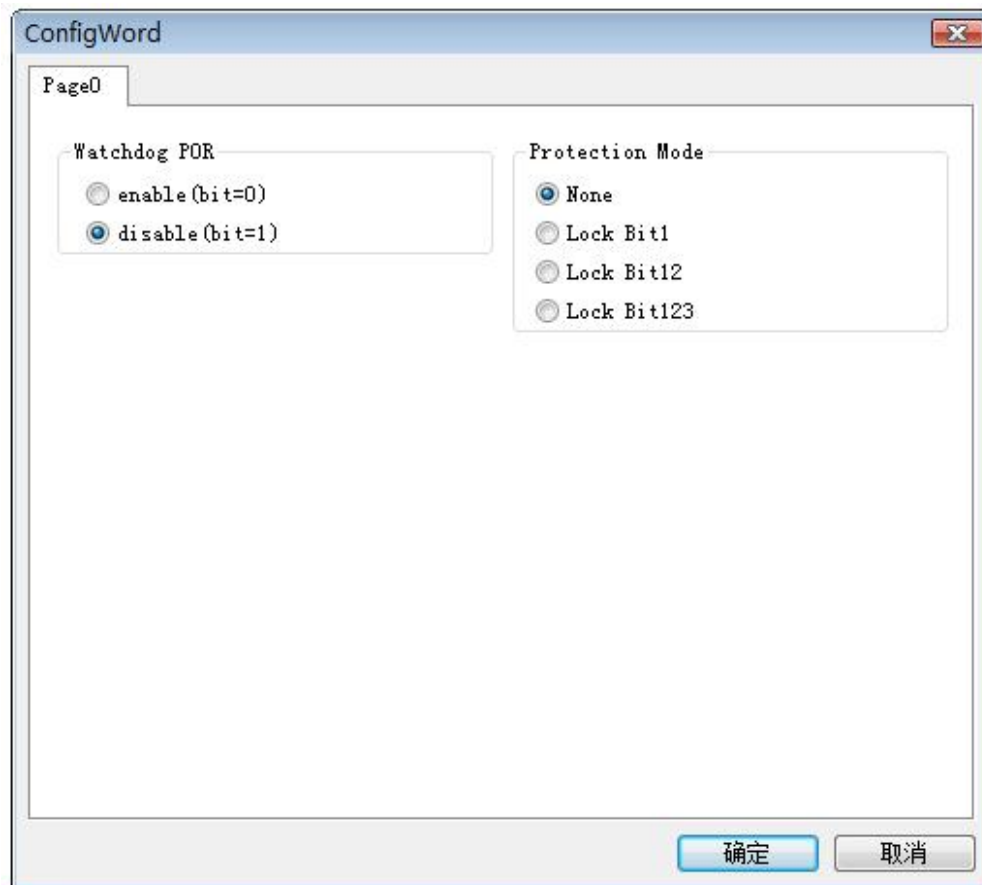 ConfigWord
Page0
Watchdog POR
enable(bit=0)
disable(bit=1)
Protection Mode
None
Lock Bit1
Lock Bit12
Lock Bit123
确定
取消